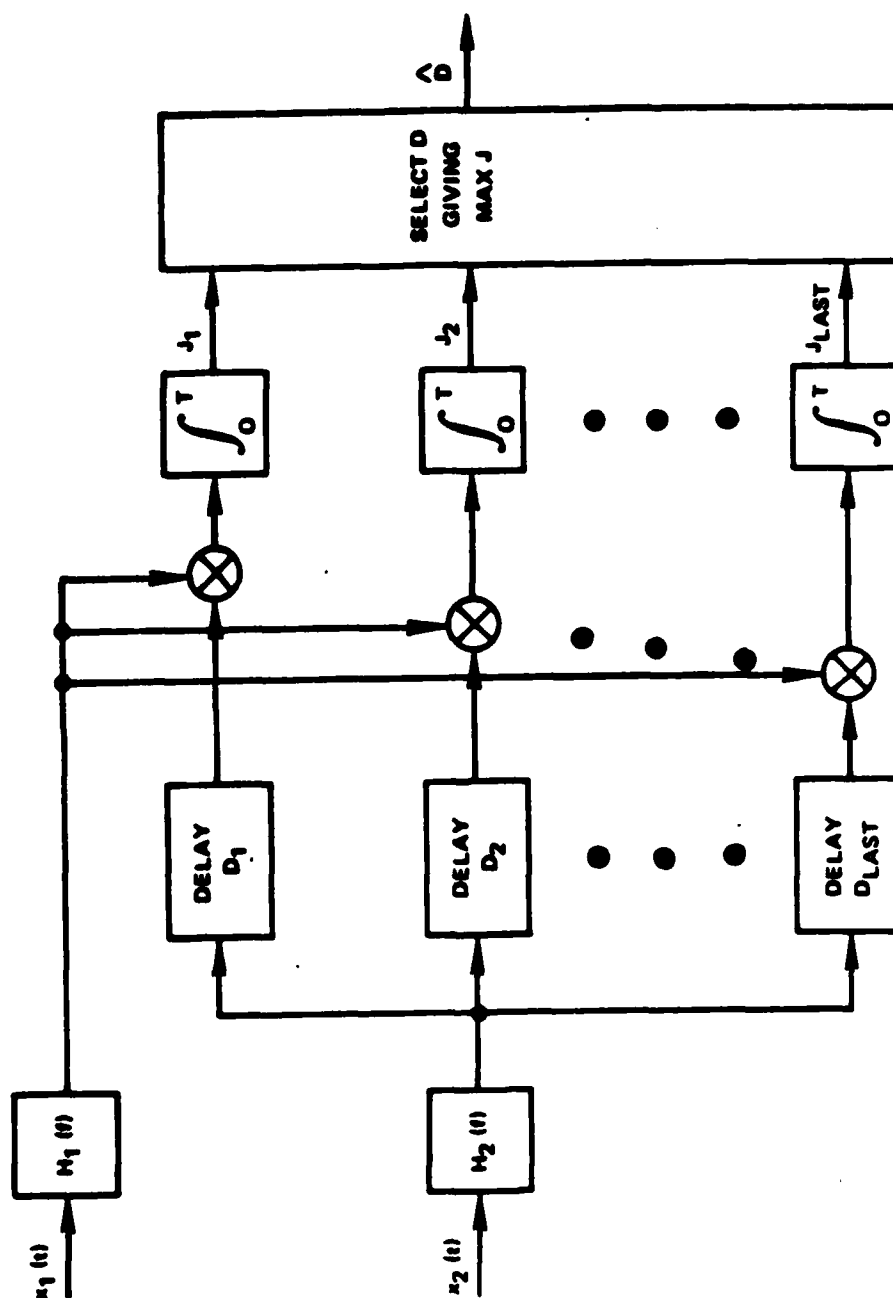 x₁(t)
H₁(f)
x₂(t)
H₂(f)
DELAY
D₁
DELAY
D₂
DELAY
D_LAST
∫₀ᵀ
J₁
∫₀ᵀ
J₂
∫₀ᵀ
J_LAST
SELECT D
GIVING
MAX J
D̂